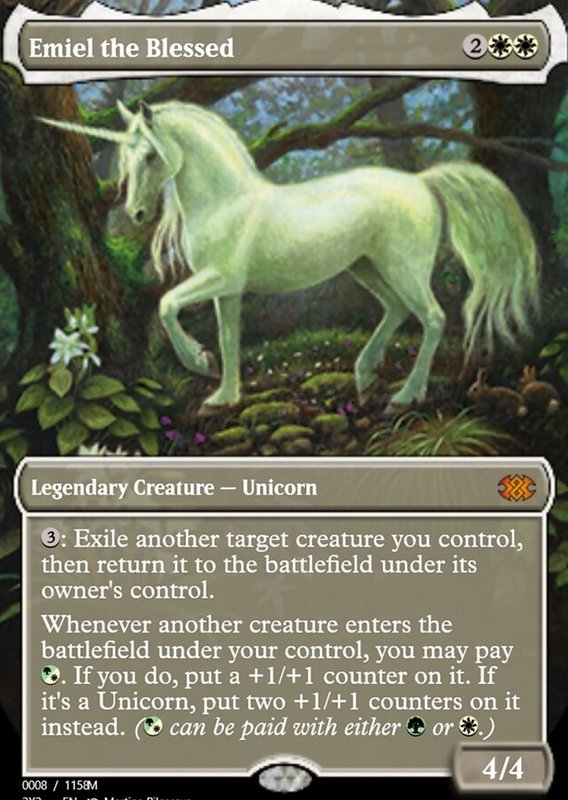 Emiel the Blessed 2
Legendary Creature — Unicorn
3: Exile another target creature you control,
then return it to the battlefield under its
owner's control.
Whenever another creature enters the
battlefield under your control, you may pay
. If you do, put a +1/+1 counter on it. If
it's a Unicorn, put two +1/+1 counters on it
instead. ( can be paid with either or .)
4/4
0008 / 1158M